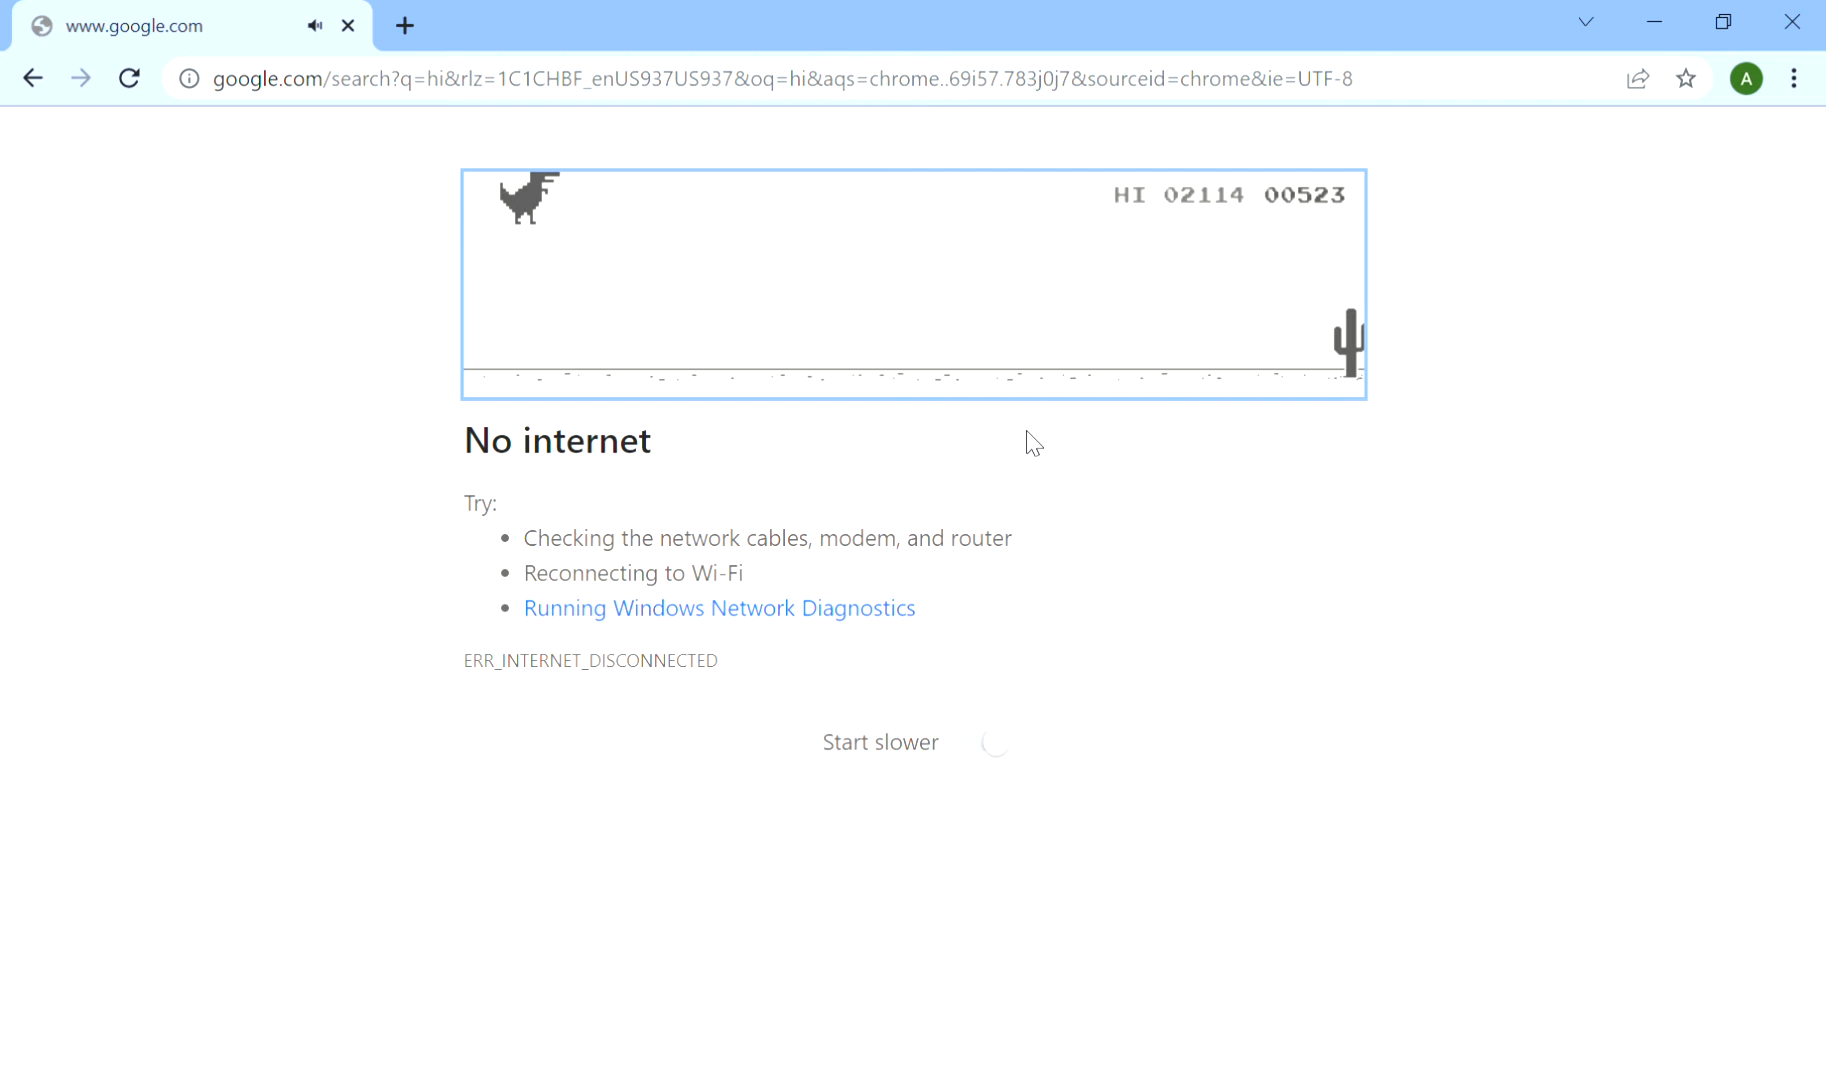 www.google.com
google.com/search?q=hi&rlz=1C1CHBF_enUS937US937&oq=hi&aqs=chrome..69i57.783j0j7&sourceid=chrome&ie=UTF-8
A
HI 02114 00523
No internet
Try:
• Checking the network cables, modem, and router
• Reconnecting to Wi-Fi
• Running Windows Network Diagnostics
ERR_INTERNET_DISCONNECTED
Start slower